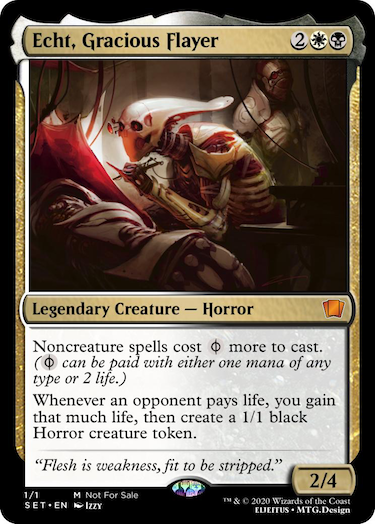 Echt, Gracious Flayer 2
Legendary Creature — Horror
Noncreature spells cost more to cast.
( can be paid with either one mana of any
type or 2 life.)
Whenever an opponent pays life, you gain
that much life, then create a 1/1 black
Horror creature token.
“Flesh is weakness, fit to be stripped.”
2/4
1/1 M Not For Sale
SET • EN Izzy
™ & © 2020 Wizards of the Coast
ELJEITUS • MTG.Design